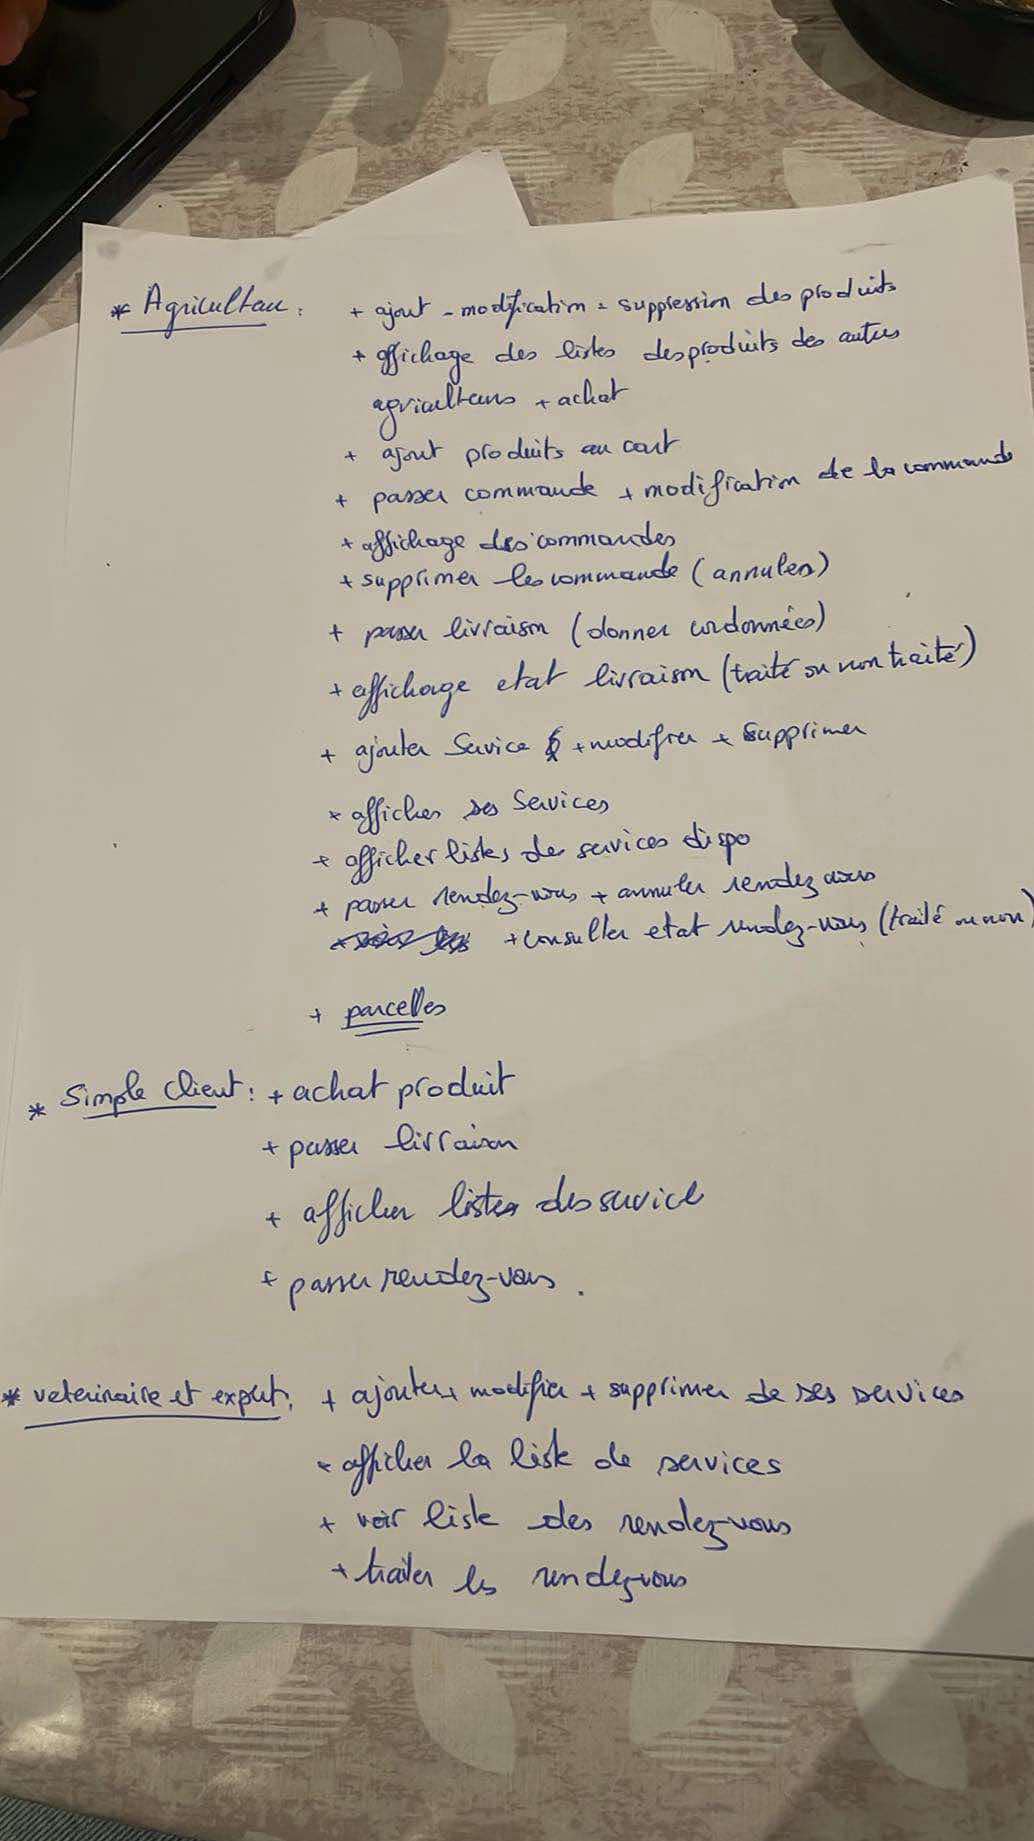 * Agriculteur : + ajout - modification - suppression des produits
+ affichage des listes des produits des autres
agriculteurs + achat
+ ajout produits au cart
+ passer commande + modification de la commande
+ affichage des commandes
+ supprimer les commande (annuler)
+ passer livraison (donner cordonnées)
+ affichage etat livraison (traité ou non traité)
+ ajouter Service + modifier + supprimer
+ afficher ses Services
+ afficher listes de services dispo
+ passer rendez-vous + annuler rendez vous
+ consulter etat rendez-vous (traité ou non)
+ parcelles
* Simple Client : + achat produit
+ passer livraison
+ afficher listes des service
+ passer rendez-vous.
* veterinaire et expert : + ajouter + modifier + supprimer de ses services
+ afficher la liste de services
+ voir liste des rendez-vous
+ traiter les rendez-vous